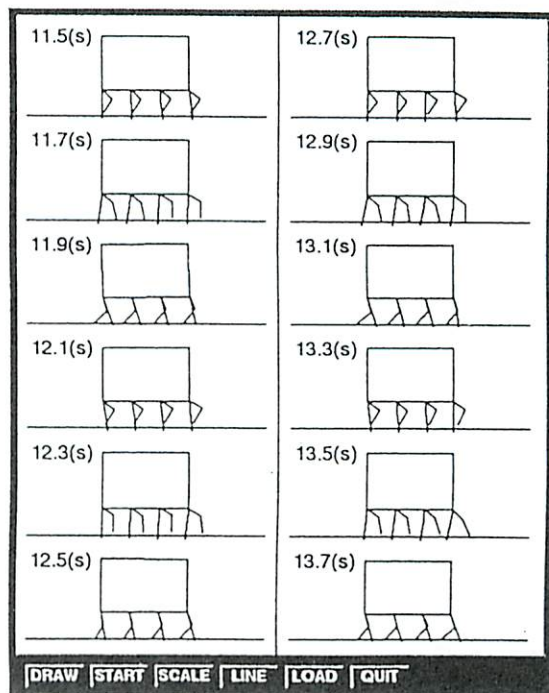 11.5(s)
11.7(s)
11.9(s)
12.1(s)
12.3(s)
12.5(s)
12.7(s)
12.9(s)
13.1(s)
13.3(s)
13.5(s)
13.7(s)
DRAW START SCALE LINE LOAD QUIT